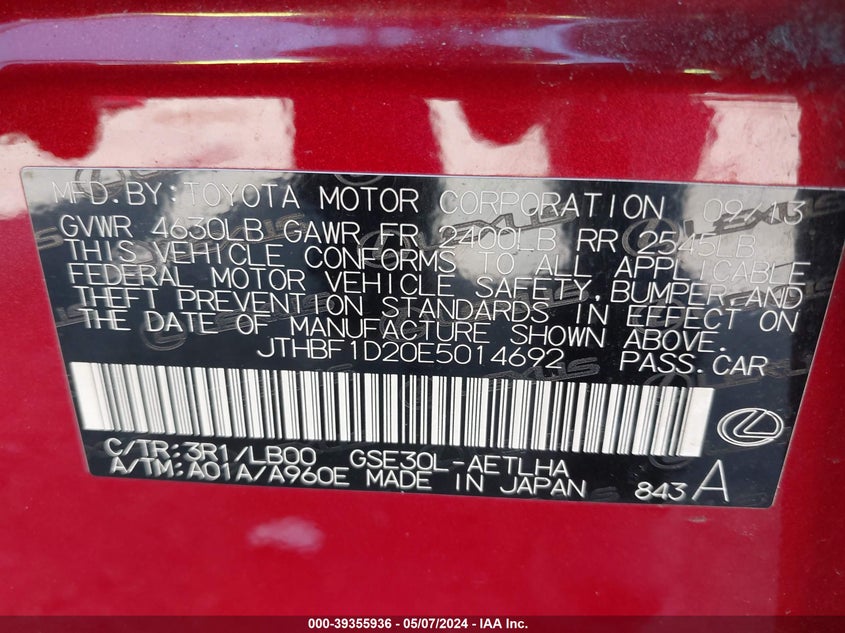 MFD.BY:TOYOTA MOTOR CORPORATION 09/13
GVWR 4630LB GAWR FR 2400LB RR 2545LB
THIS VEHICLE CONFORMS TO ALL APPLICABLE
FEDERAL MOTOR VEHICLE SAFETY,BUMPER,AND
THEFT PREVENTION STANDARDS IN EFFECT ON
THE DATE OF MANUFACTURE SHOWN ABOVE.
JTHBF1D20E5014692 PASS.CAR
C/TR:3R1/LB00 GSE30L-AETLHA
A/TM:A01A/A960E MADE IN JAPAN 843A
000-39355936 - 05/07/2024 - IAA Inc.